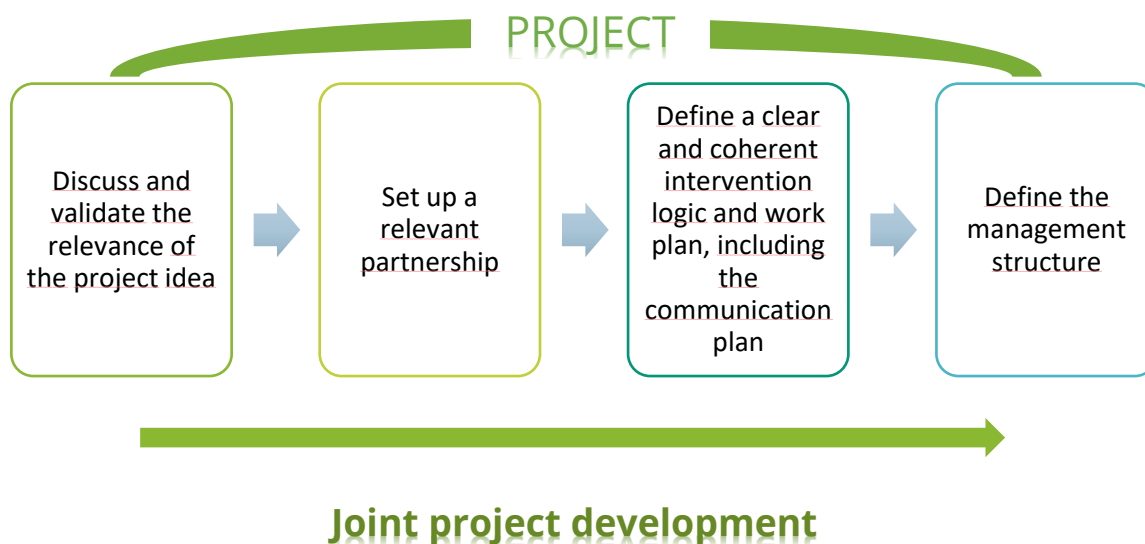 PROJECT
Discuss and
validate the
relevance of
the project idea
Set up a
relevant
partnership
Define a clear
and coherent
intervention
logic and work
plan, including
the
communication
plan
Define the
management
structure
Joint project development